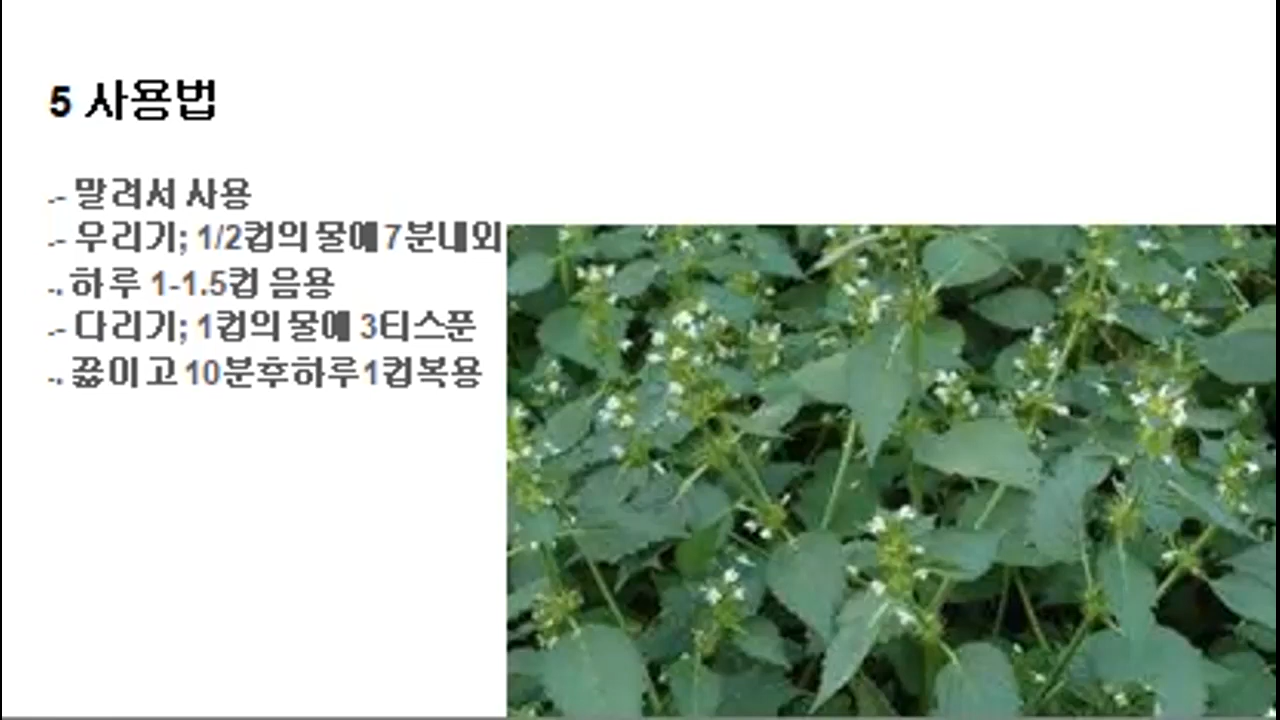 5 사용법
-- 말려서 사용
-- 우리기; 1/2컵의 물에 7분내외
-. 하루 1-1.5컵 음용
-- 다리기; 1컵의 물에 3티스푼
-. 끓이고 10분후하루1컵복용